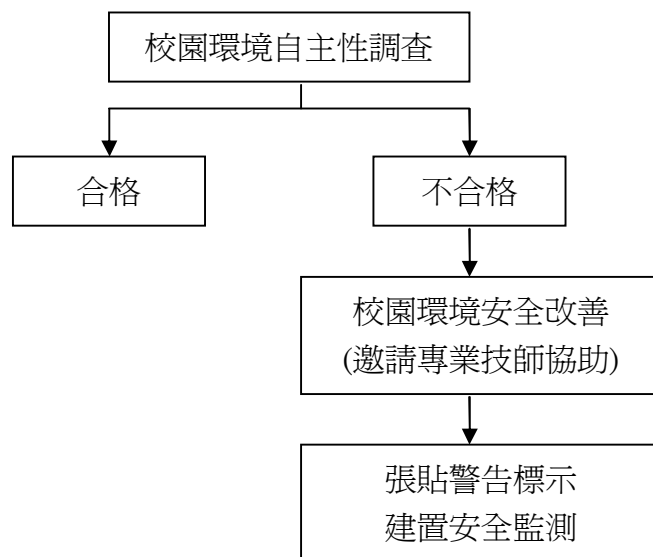 校園環境自主性調查
合格
不合格
校園環境安全改善
(邀請專業技師協助)
張貼警告標示
建置安全監測